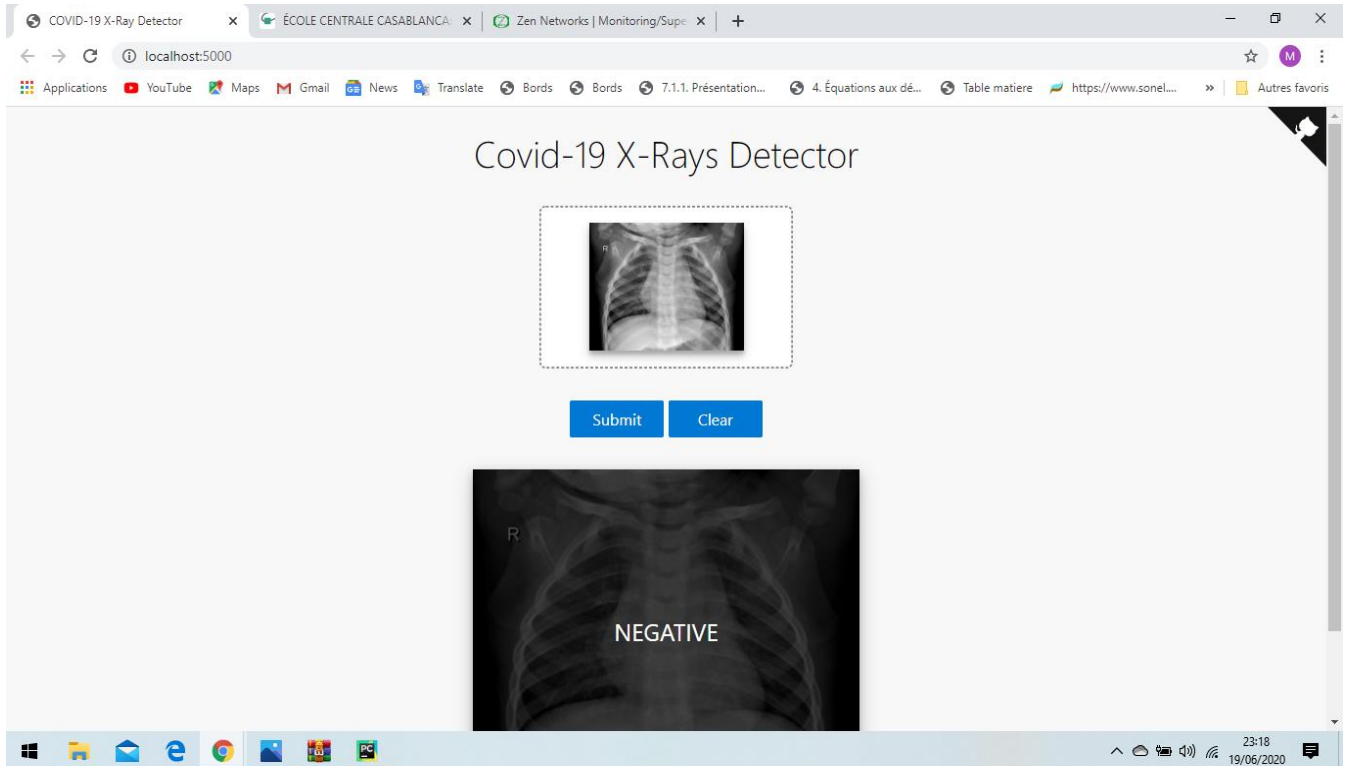 COVID-19 X-Ray Detector
ÉCOLE CENTRALE CASABLANCA
Zen Networks | Monitoring/Supe
localhost:5000
M
Applications YouTube Maps Gmail News Translate Bords Bords 7.1.1. Présentation... 4. Équations aux dé... Table matiere https://www.sonel.... » Autres favoris
Covid-19 X-Rays Detector
R
Submit Clear
R
NEGATIVE
PC
23:18
19/06/2020